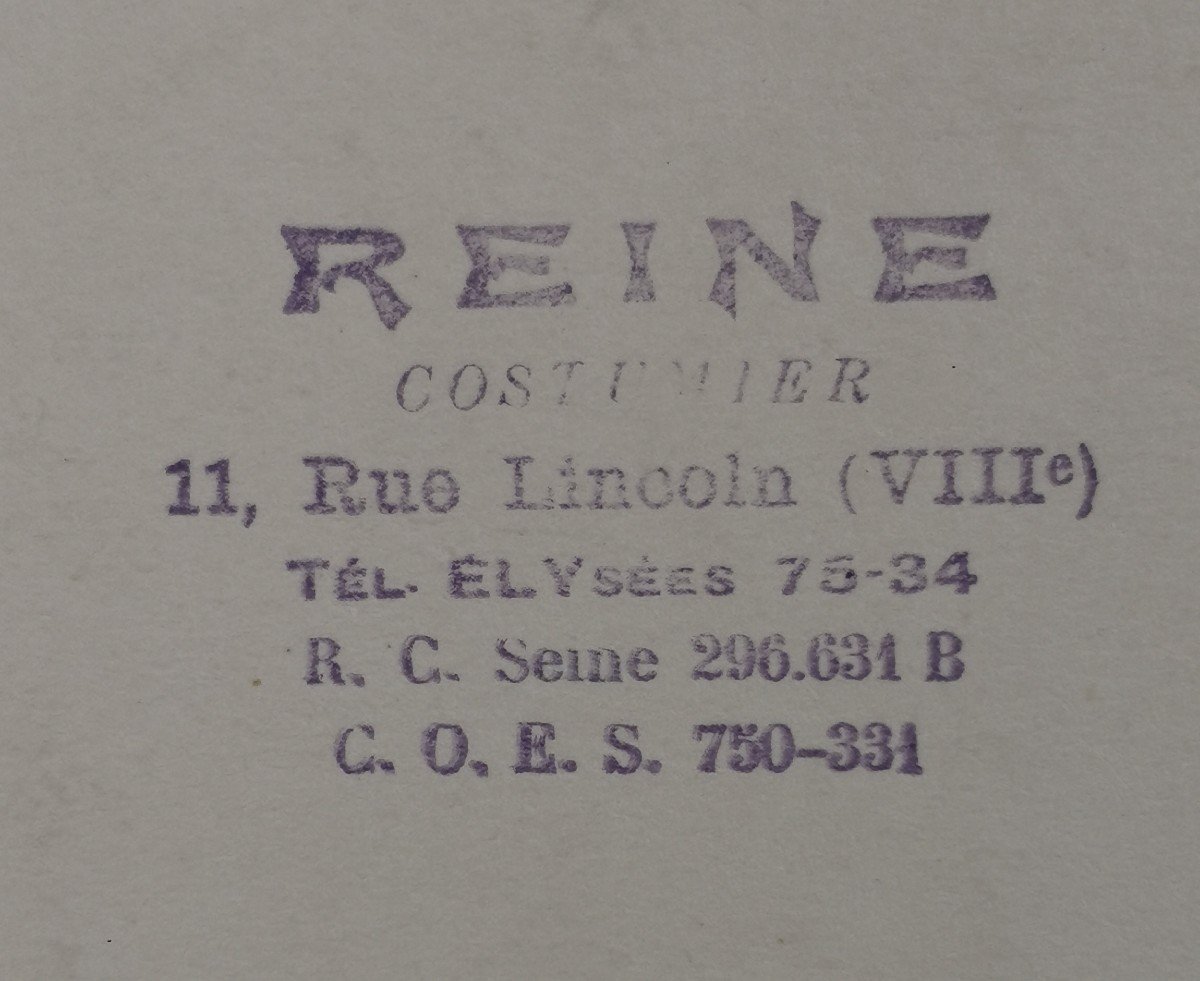 REINE
COSTUMIER
11, Rue Lincoln (VIIIe)
TÉL. ÉLYSÉES 75-34
R. C. Seine 296.631 B
C. O. E. S. 750-331